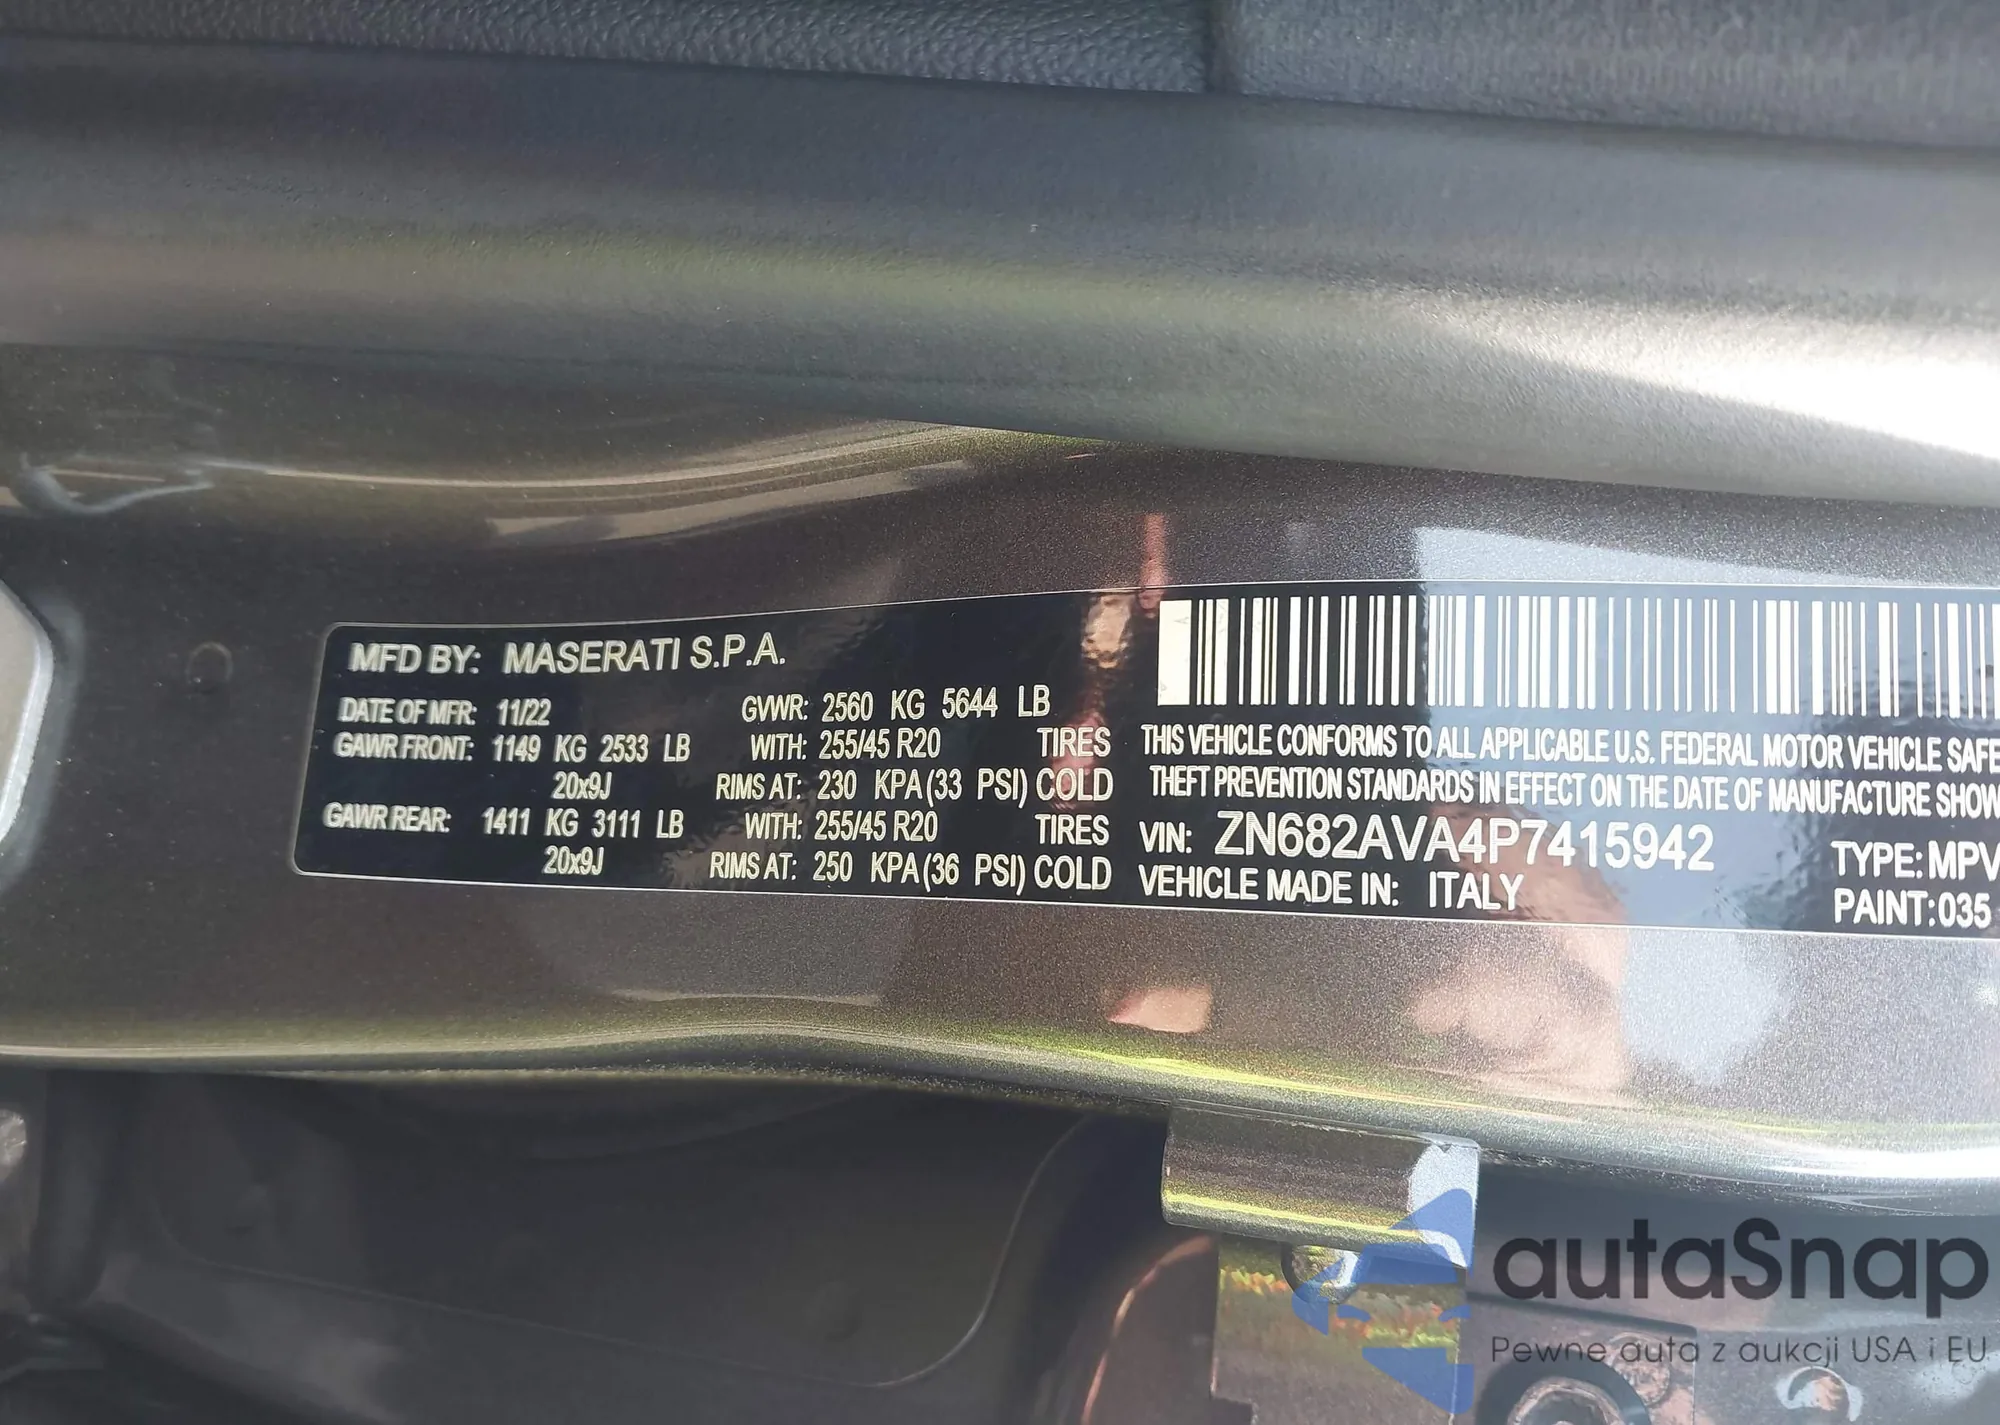 MFD BY: MASERATI S.P.A.
DATE OF MFR: 11/22 GVWR: 2560 KG 5644 LB
GAWR FRONT: 1149 KG 2533 LB WITH: 255/45 R20 TIRES
20x9J RIMS AT: 230 KPA (33 PSI) COLD
GAWR REAR: 1411 KG 3111 LB WITH: 255/45 R20 TIRES
20x9J RIMS AT: 250 KPA (36 PSI) COLD
THIS VEHICLE CONFORMS TO ALL APPLICABLE U.S. FEDERAL MOTOR VEHICLE SAFE
THEFT PREVENTION STANDARDS IN EFFECT ON THE DATE OF MANUFACTURE SHOW
VIN: ZN682AVA4P7415942 TYPE: MPV
VEHICLE MADE IN: ITALY PAINT: 035
autaSnap
Pewne auta z aukcji USA i EU